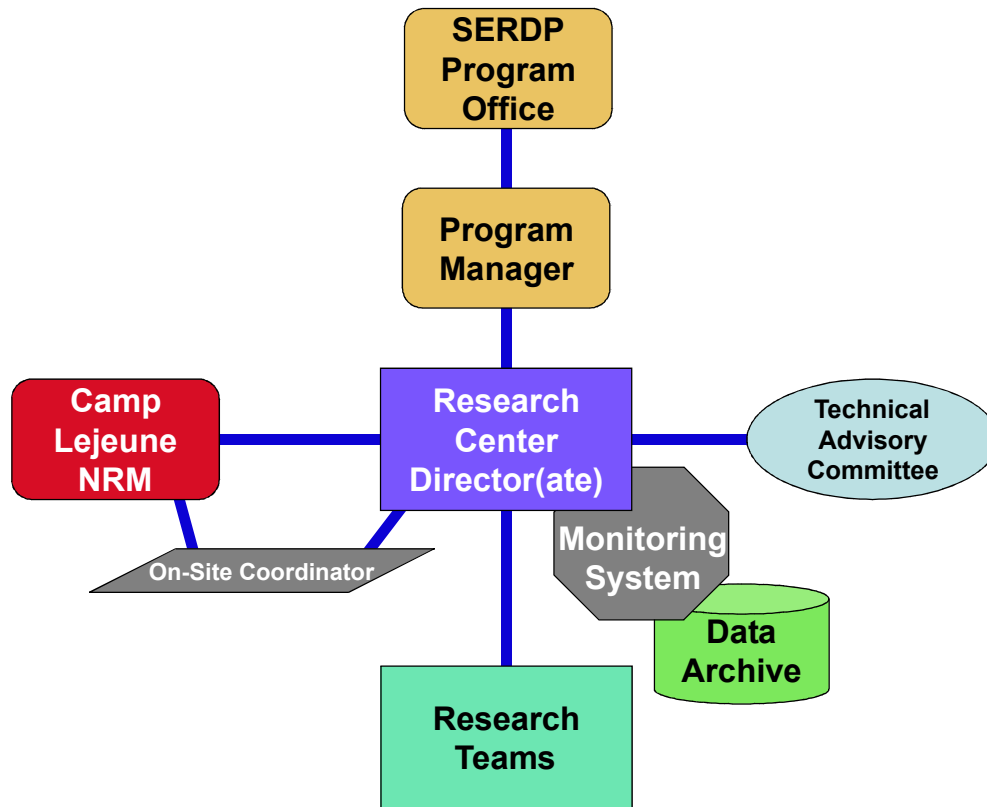 SERDP
Program
Office
Program
Manager
Camp
Lejeune
NRM
Research
Center
Director(ate)
Technical
Advisory
Committee
On-Site Coordinator
Monitoring
System
Data
Archive
Research
Teams